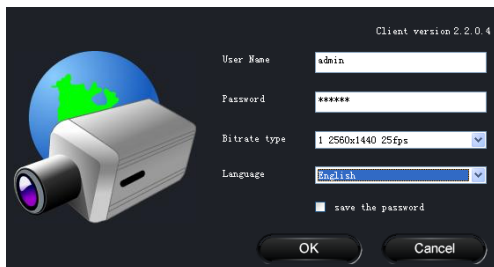 Client version 2.2.0.4
User Name admin
Password ******
Bitrate type 1 2560x1440 25fps
Language English
save the password
OK Cancel